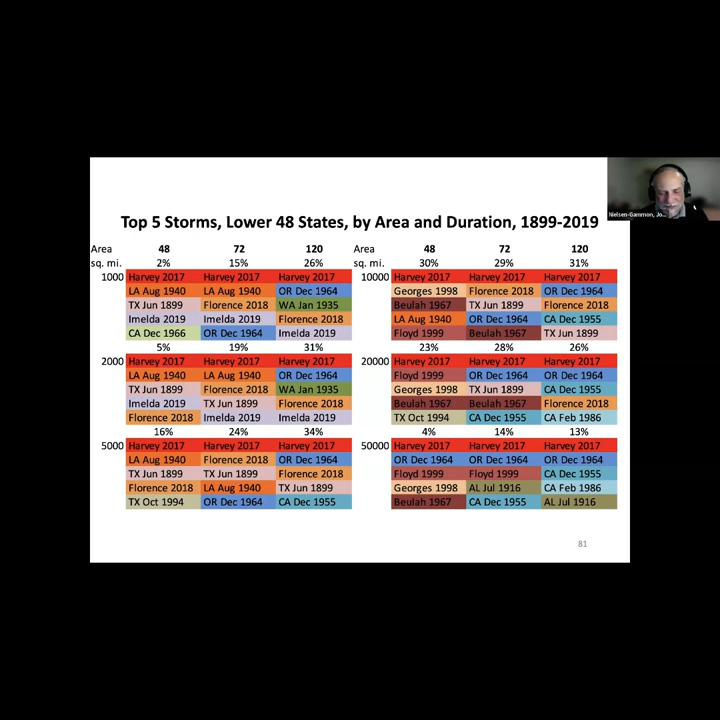 Nielsen-Gammon, Jo...
Top 5 Storms, Lower 48 States, by Area and Duration, 1899-2019
Area 48 72 120 Area 48 72 120
sq. mi. 2% 15% 26% sq. mi. 30% 29% 31%
1000 Harvey 2017 Harvey 2017 Harvey 2017 10000 Harvey 2017 Harvey 2017 Harvey 2017
LA Aug 1940 LA Aug 1940 OR Dec 1964 Georges 1998 Florence 2018 OR Dec 1964
TX Jun 1899 Florence 2018 WA Jan 1935 Beulah 1967 TX Jun 1899 Florence 2018
Imelda 2019 Imelda 2019 Florence 2018 LA Aug 1940 OR Dec 1964 CA Dec 1955
CA Dec 1966 OR Dec 1964 Imelda 2019 Floyd 1999 Beulah 1967 TX Jun 1899
5% 19% 31% 23% 28% 26%
2000 Harvey 2017 Harvey 2017 Harvey 2017 20000 Harvey 2017 Harvey 2017 Harvey 2017
LA Aug 1940 LA Aug 1940 OR Dec 1964 Floyd 1999 OR Dec 1964 OR Dec 1964
TX Jun 1899 Florence 2018 WA Jan 1935 Georges 1998 TX Jun 1899 CA Dec 1955
Imelda 2019 TX Jun 1899 Florence 2018 Beulah 1967 Beulah 1967 Florence 2018
Florence 2018 Imelda 2019 Imelda 2019 TX Oct 1994 CA Dec 1955 CA Feb 1986
16% 24% 34% 4% 14% 13%
5000 Harvey 2017 Harvey 2017 Harvey 2017 50000 Harvey 2017 Harvey 2017 Harvey 2017
LA Aug 1940 Florence 2018 OR Dec 1964 OR Dec 1964 OR Dec 1964 OR Dec 1964
TX Jun 1899 TX Jun 1899 Florence 2018 Floyd 1999 Floyd 1999 CA Dec 1955
Florence 2018 LA Aug 1940 TX Jun 1899 Georges 1998 AL Jul 1916 CA Feb 1986
TX Oct 1994 OR Dec 1964 CA Dec 1955 Beulah 1967 CA Dec 1955 AL Jul 1916
81